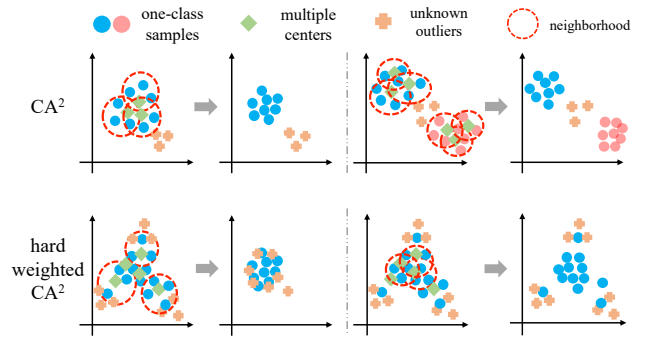 one-class
samples
multiple
centers
unknown
outliers
neighborhood
CA²
hard
weighted
CA²